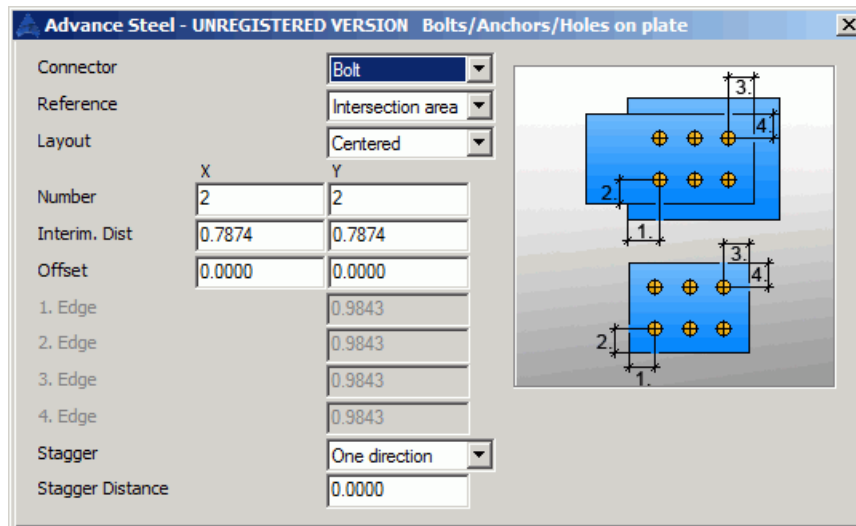 Advance Steel - UNREGISTERED VERSION Bolts/Anchors/Holes on plate
Connector Bolt
Reference Intersection area
Layout Centered
X Y
Number 2 2
Interim. Dist 0.7874 0.7874
Offset 0.0000 0.0000
1. Edge 0.9843
2. Edge 0.9843
3. Edge 0.9843
4. Edge 0.9843
Stagger One direction
Stagger Distance 0.0000
3.
4.
2.
1.
3.
4.
2.
1.